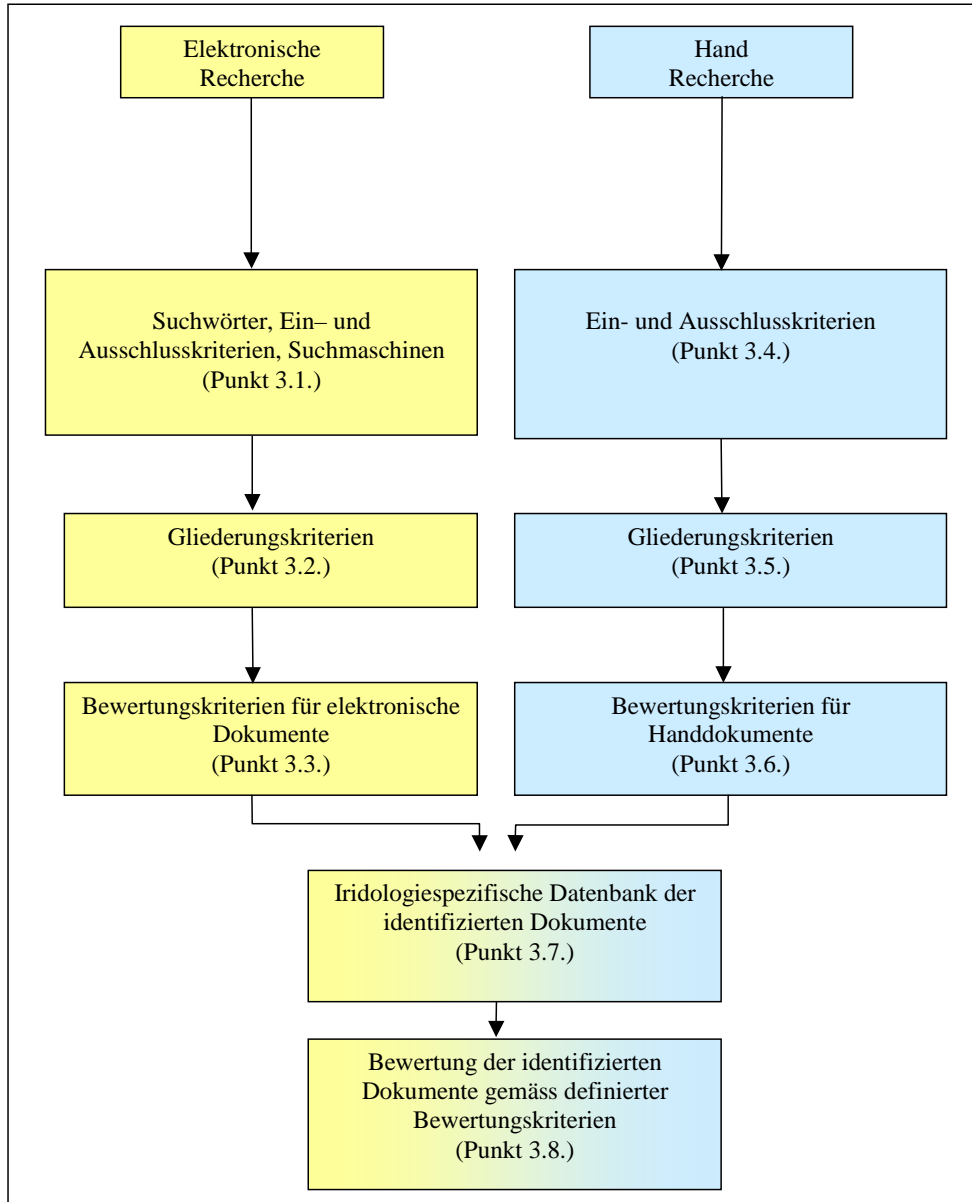 Elektronische
Recherche
Hand
Recherche
Suchwörter, Ein– und
Ausschlusskriterien, Suchmaschinen
(Punkt 3.1.)
Ein- und Ausschlusskriterien
(Punkt 3.4.)
Gliederungskriterien
(Punkt 3.2.)
Gliederungskriterien
(Punkt 3.5.)
Bewertungskriterien für elektronische
Dokumente
(Punkt 3.3.)
Bewertungskriterien für
Handdokumente
(Punkt 3.6.)
Iridologiespezifische Datenbank der
identifizierten Dokumente
(Punkt 3.7.)
Bewertung der identifizierten
Dokumente gemäss definierter
Bewertungskriterien
(Punkt 3.8.)